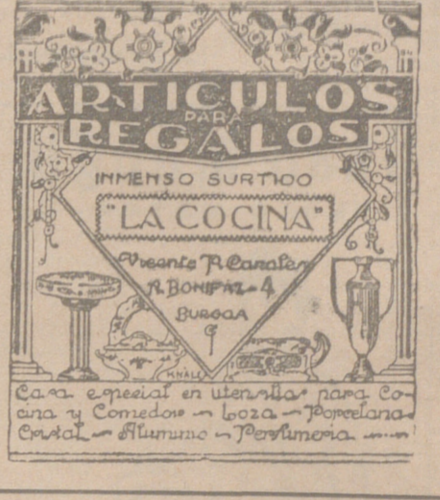 ARTICULOS
PARA
REGALOS
INMENSO SURTIDO
"LA COCINA"
Vicente P. Canales
R. BONIFAZ - 4
BURGOS
Casa especial en utensilios para Co-
cina y Comedor - Loza - Porcelana
Cristal - Aluminio - Perfumeria